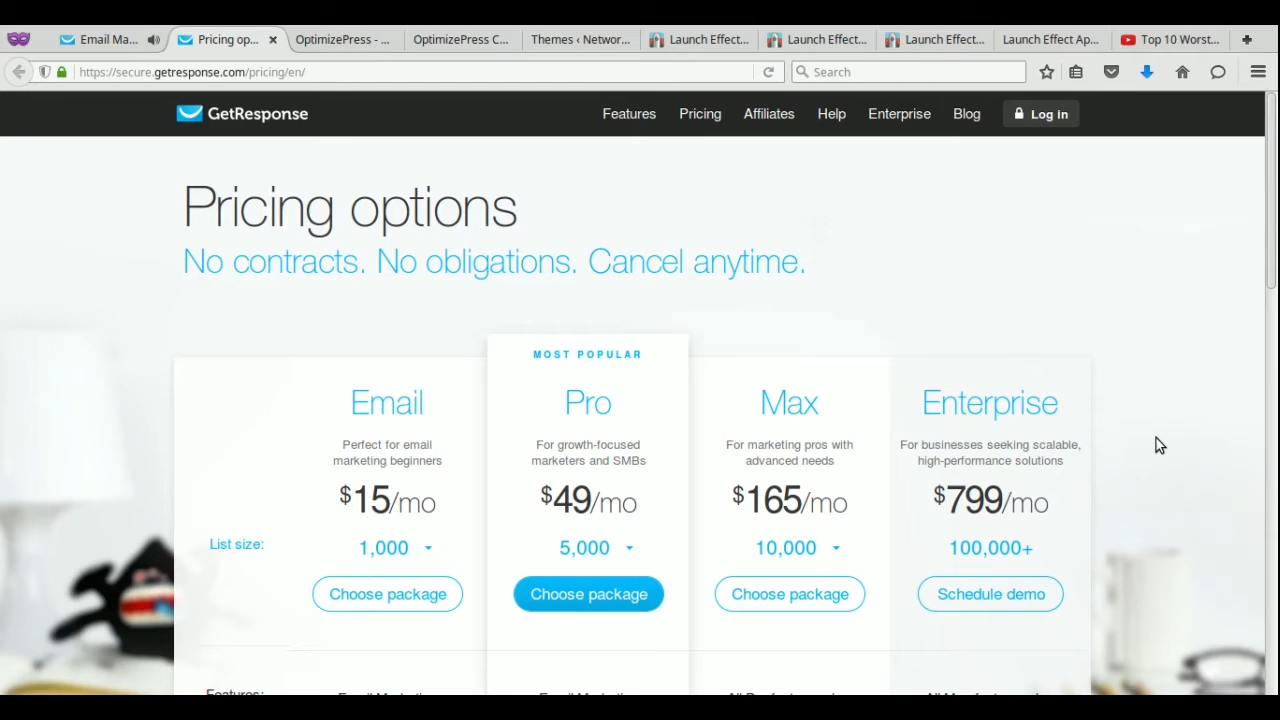 Email Ma...
Pricing op...
OptimizePress - ...
OptimizePress C...
Themes ‹ Networ...
Launch Effect...
Launch Effect...
Launch Effect...
Launch Effect Ap...
Top 10 Worst...
https://secure.getresponse.com/pricing/en/
Search
GetResponse
Features
Pricing
Affiliates
Help
Enterprise
Blog
Log in
Pricing options
No contracts. No obligations. Cancel anytime.
MOST POPULAR
Email
Pro
Max
Enterprise
Perfect for email
marketing beginners
For growth-focused
marketers and SMBs
For marketing pros with
advanced needs
For businesses seeking scalable,
high-performance solutions
$15/mo
$49/mo
$165/mo
$799/mo
List size:
1,000
5,000
10,000
100,000+
Choose package
Choose package
Choose package
Schedule demo
Features: